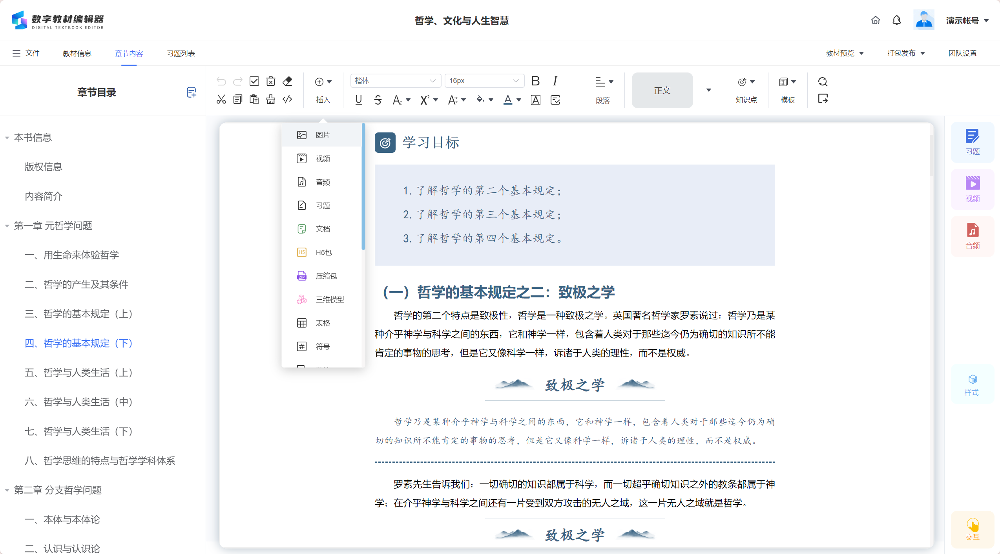 数字教材编辑器
DIGITAL TEXTBOOK EDITOR
哲学、文化与人生智慧
演示帐号
文件
教材信息
章节内容
习题列表
教材预览
打包发布
团队设置
章节目录
插入
楷体
16px
段落
正文
知识点
模板
本书信息
版权信息
内容简介
第一章 元哲学问题
一、用生命来体验哲学
二、哲学的产生及其条件
三、哲学的基本规定（上）
四、哲学的基本规定（下）
五、哲学与人类生活（上）
六、哲学与人类生活（中）
七、哲学与人类生活（下）
八、哲学思维的特点与哲学学科体系
第二章 分支哲学问题
一、本体与本体论
二、认识与认识论
图片
视频
音频
习题
文档
H5包
压缩包
三维模型
表格
符号
学习目标
1. 了解哲学的第二个基本规定；
2. 了解哲学的第三个基本规定；
3. 了解哲学的第四个基本规定。
（一）哲学的基本规定之二：致极之学
哲学的第二个特点是致极性，哲学是一种致极之学。英国著名哲学家罗素说过：哲学乃是某
种介乎神学与科学之间的东西，它和神学一样，包含着人类对于那些迄今仍为确切的知识所不能
肯定的事物的思考，但是它又像科学一样，诉诸于人类的理性，而不是权威。
致极之学
哲学乃是某种介乎神学与科学之间的东西，它和神学一样，包含着人类对于那些迄今仍为确
切的知识所不能肯定的事物的思考，但是它又像科学一样，诉诸于人类的理性，而不是权威。
罗素先生告诉我们：一切确切的知识都属于科学，而一切超乎确切知识之外的教条都属于神
学；在介乎神学与科学之间还有一片受到双方攻击的无人之域，这一片无人之域就是哲学。
致极之学
习题
视频
音频
样式
交互